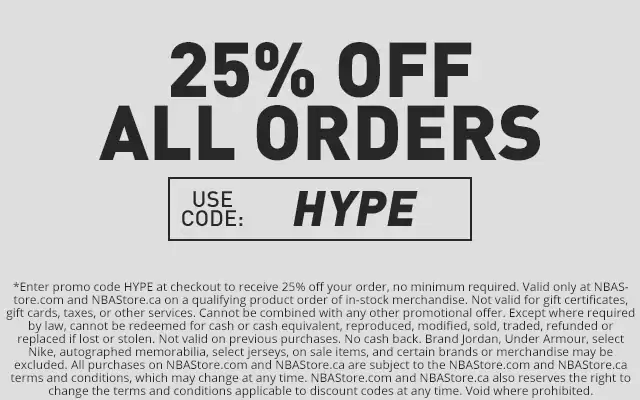 25% OFF
ALL ORDERS
USE
CODE:
HYPE
*Enter promo code HYPE at checkout to receive 25% off your order, no minimum required. Valid only at NBAS-
tore.com and NBAStore.ca on a qualifying product order of in-stock merchandise. Not valid for gift certificates,
gift cards, taxes, or other services. Cannot be combined with any other promotional offer. Except where required
by law, cannot be redeemed for cash or cash equivalent, reproduced, modified, sold, traded, refunded or
replaced if lost or stolen. Not valid on previous purchases. No cash back. Brand Jordan, Under Armour, select
Nike, autographed memorabilia, select jerseys, on sale items, and certain brands or merchandise may be
excluded. All purchases on NBAStore.com and NBAStore.ca are subject to the NBAStore.com and NBAStore.ca
terms and conditions, which may change at any time. NBAStore.com and NBAStore.ca also reserves the right to
change the terms and conditions applicable to discount codes at any time. Void where prohibited.